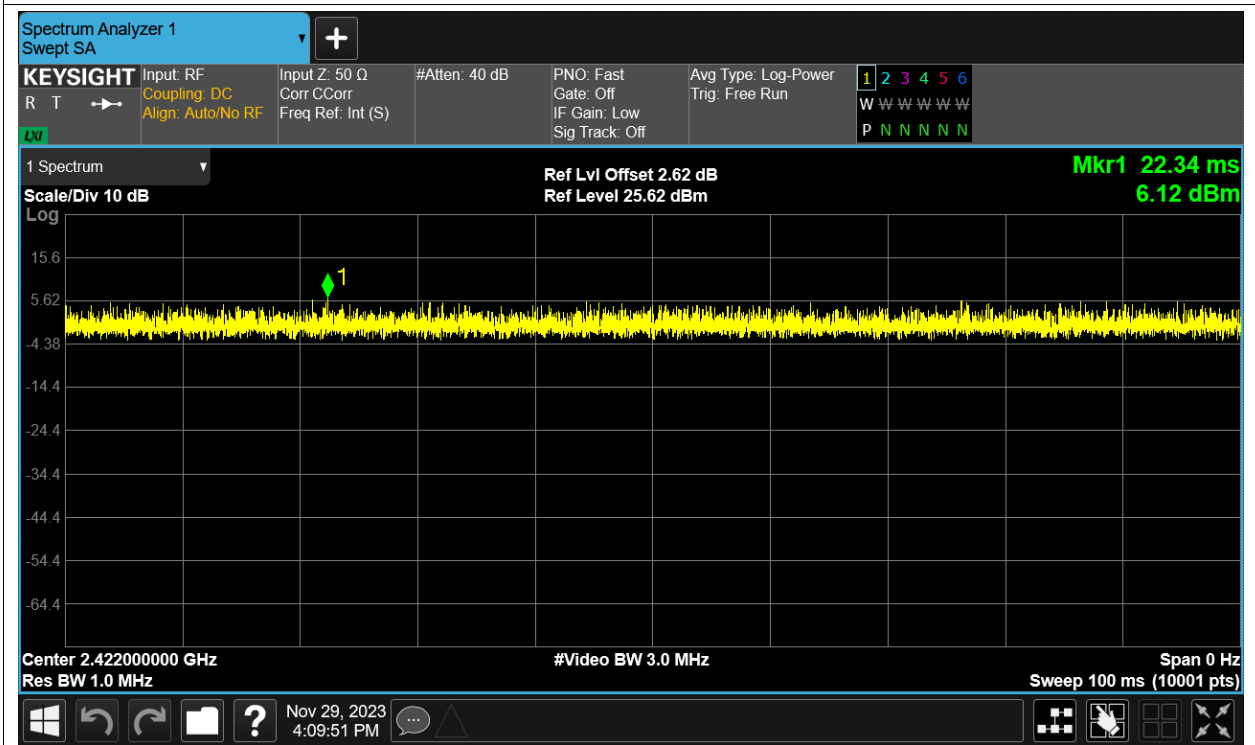 Spectrum Analyzer 1
Swept SA
KEYSIGHT
R T
LXI
Input: RF
Coupling: DC
Align: Auto/No RF
Input Z: 50 Ω
Corr CCorr
Freq Ref: Int (S)
#Atten: 40 dB
PNO: Fast
Gate: Off
IF Gain: Low
Sig Track: Off
Avg Type: Log-Power
Trig: Free Run
1 2 3 4 5 6
W W W W W W
P N N N N N
1 Spectrum
Scale/Div 10 dB
Log
Ref Lvl Offset 2.62 dB
Ref Level 25.62 dBm
Mkr1 22.34 ms
6.12 dBm
15.6
1
5.62
-4.38
-14.4
-24.4
-34.4
-44.4
-54.4
-64.4
Center 2.422000000 GHz
Res BW 1.0 MHz
#Video BW 3.0 MHz
Span 0 Hz
Sweep 100 ms (10001 pts)
Nov 29, 2023
4:09:51 PM